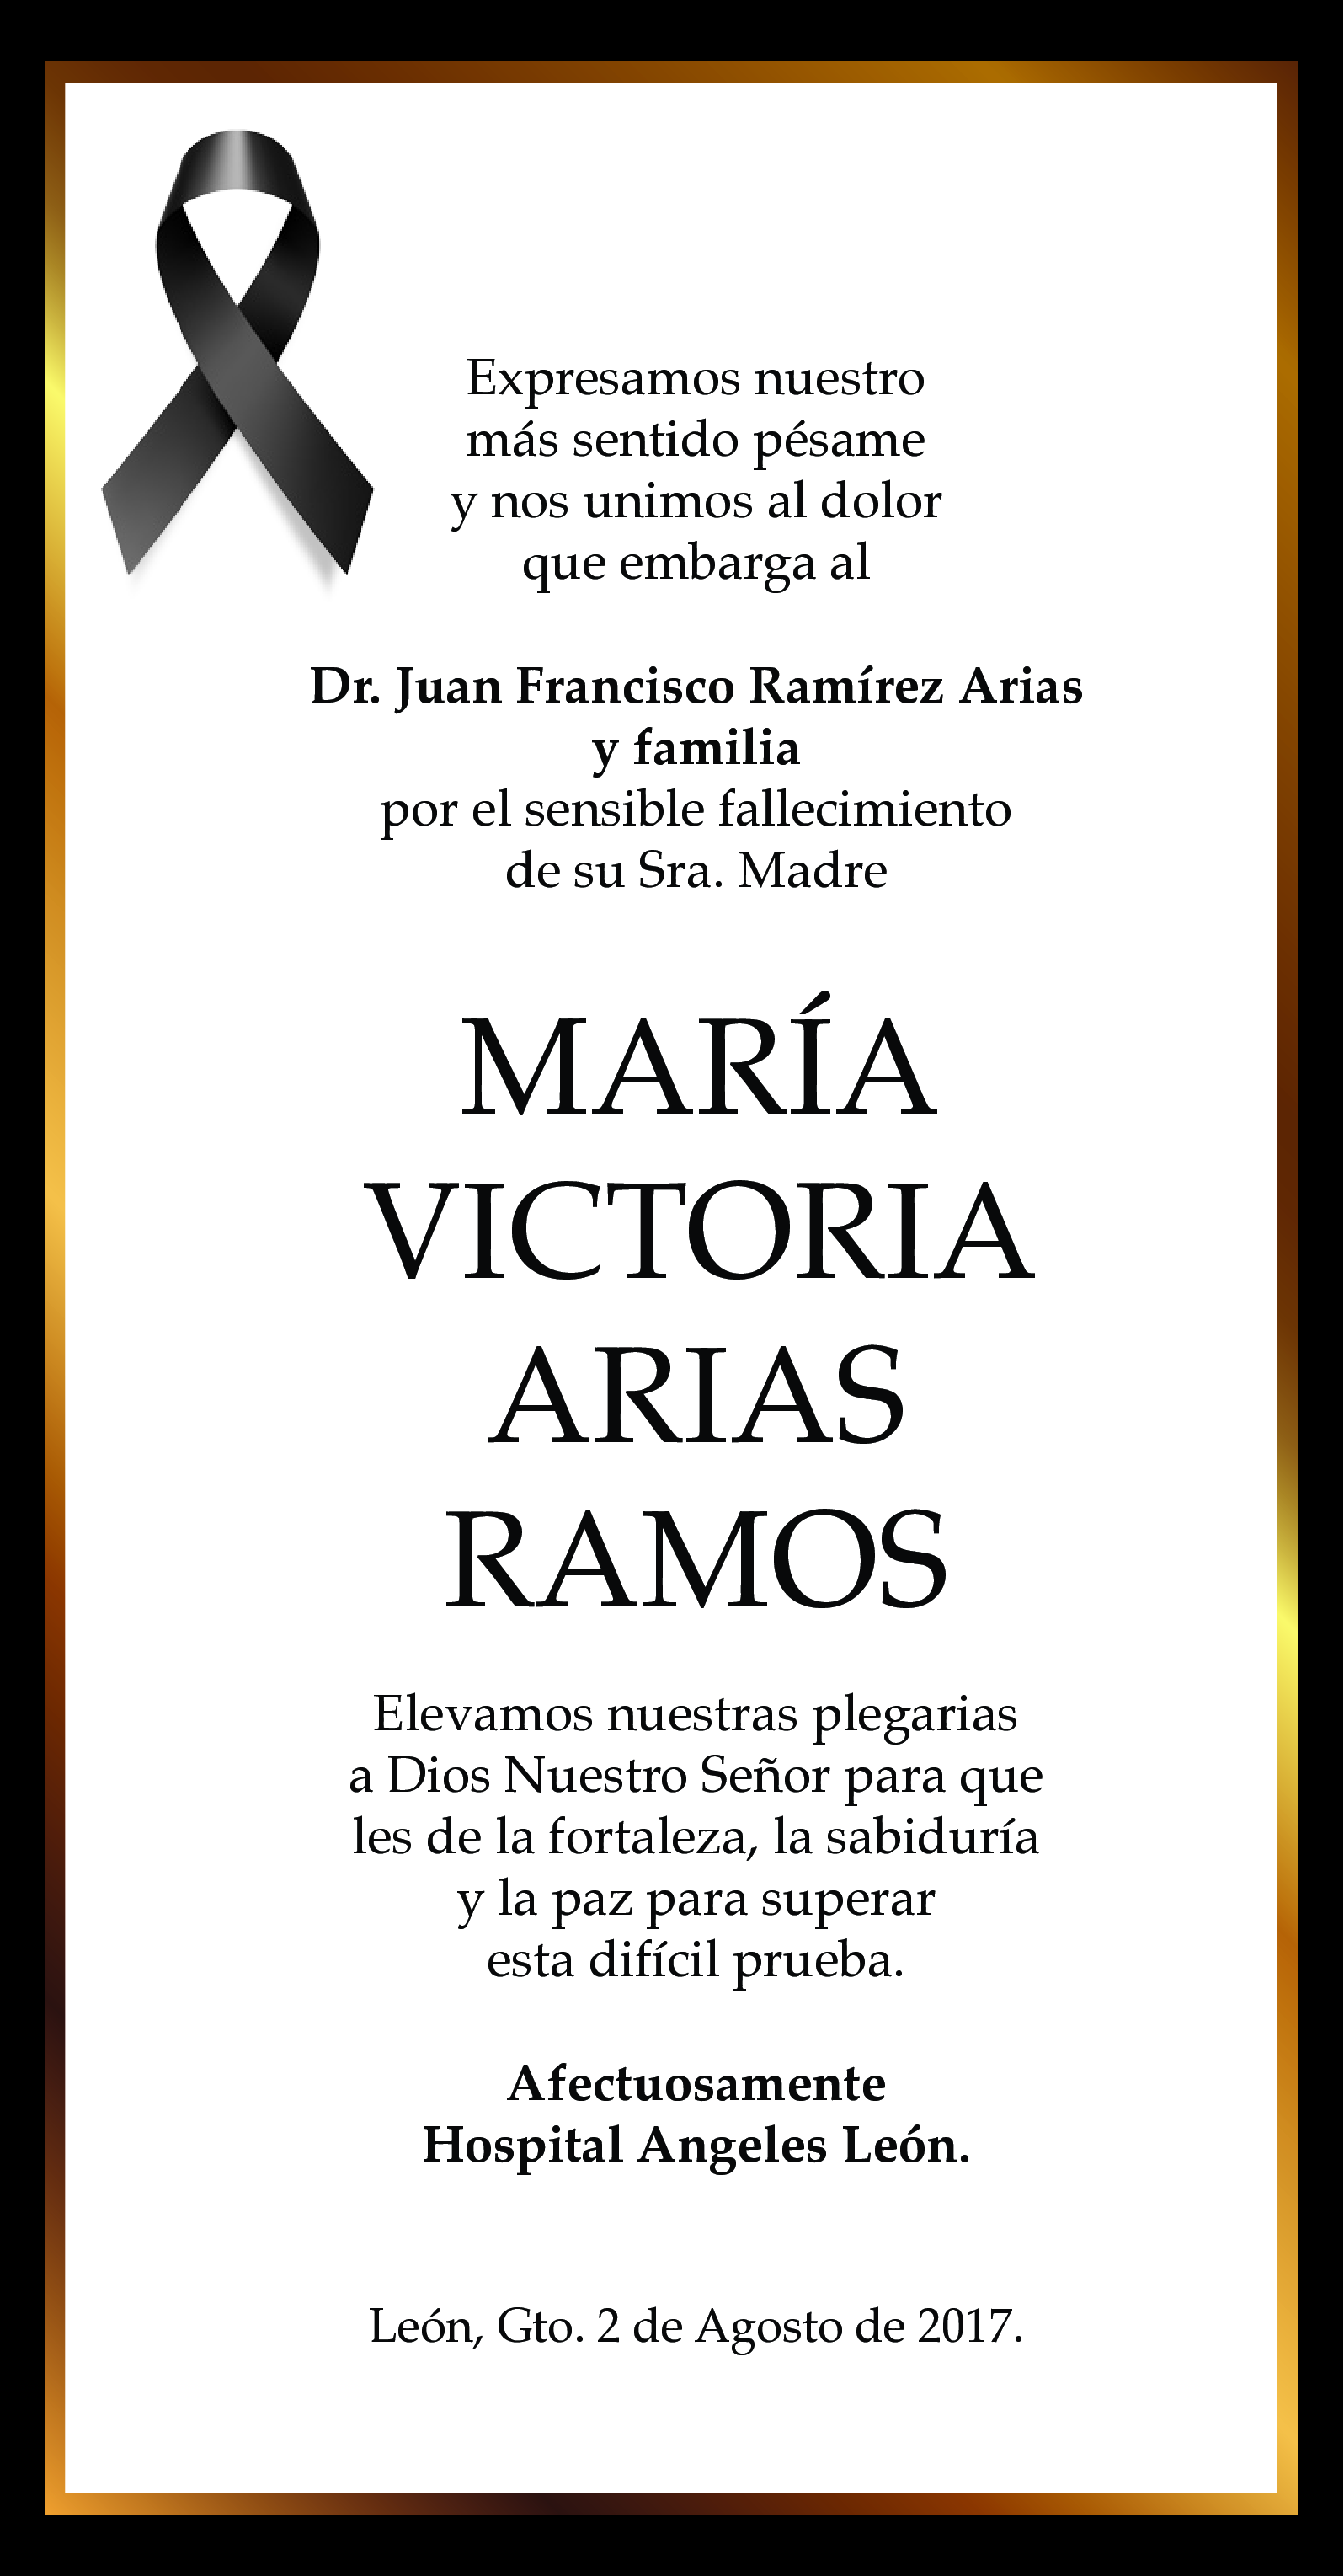 Expresamos nuestro
más sentido pésame
y nos unimos al dolor
que embarga al
Dr. Juan Francisco Ramírez Arias
y familia
por el sensible fallecimiento
de su Sra. Madre
MARÍA
VICTORIA
ARIAS
RAMOS
Elevamos nuestras plegarias
a Dios Nuestro Señor para que
les de la fortaleza, la sabiduría
y la paz para superar
esta difícil prueba.
Afectuosamente
Hospital Angeles León.
León, Gto. 2 de Agosto de 2017.